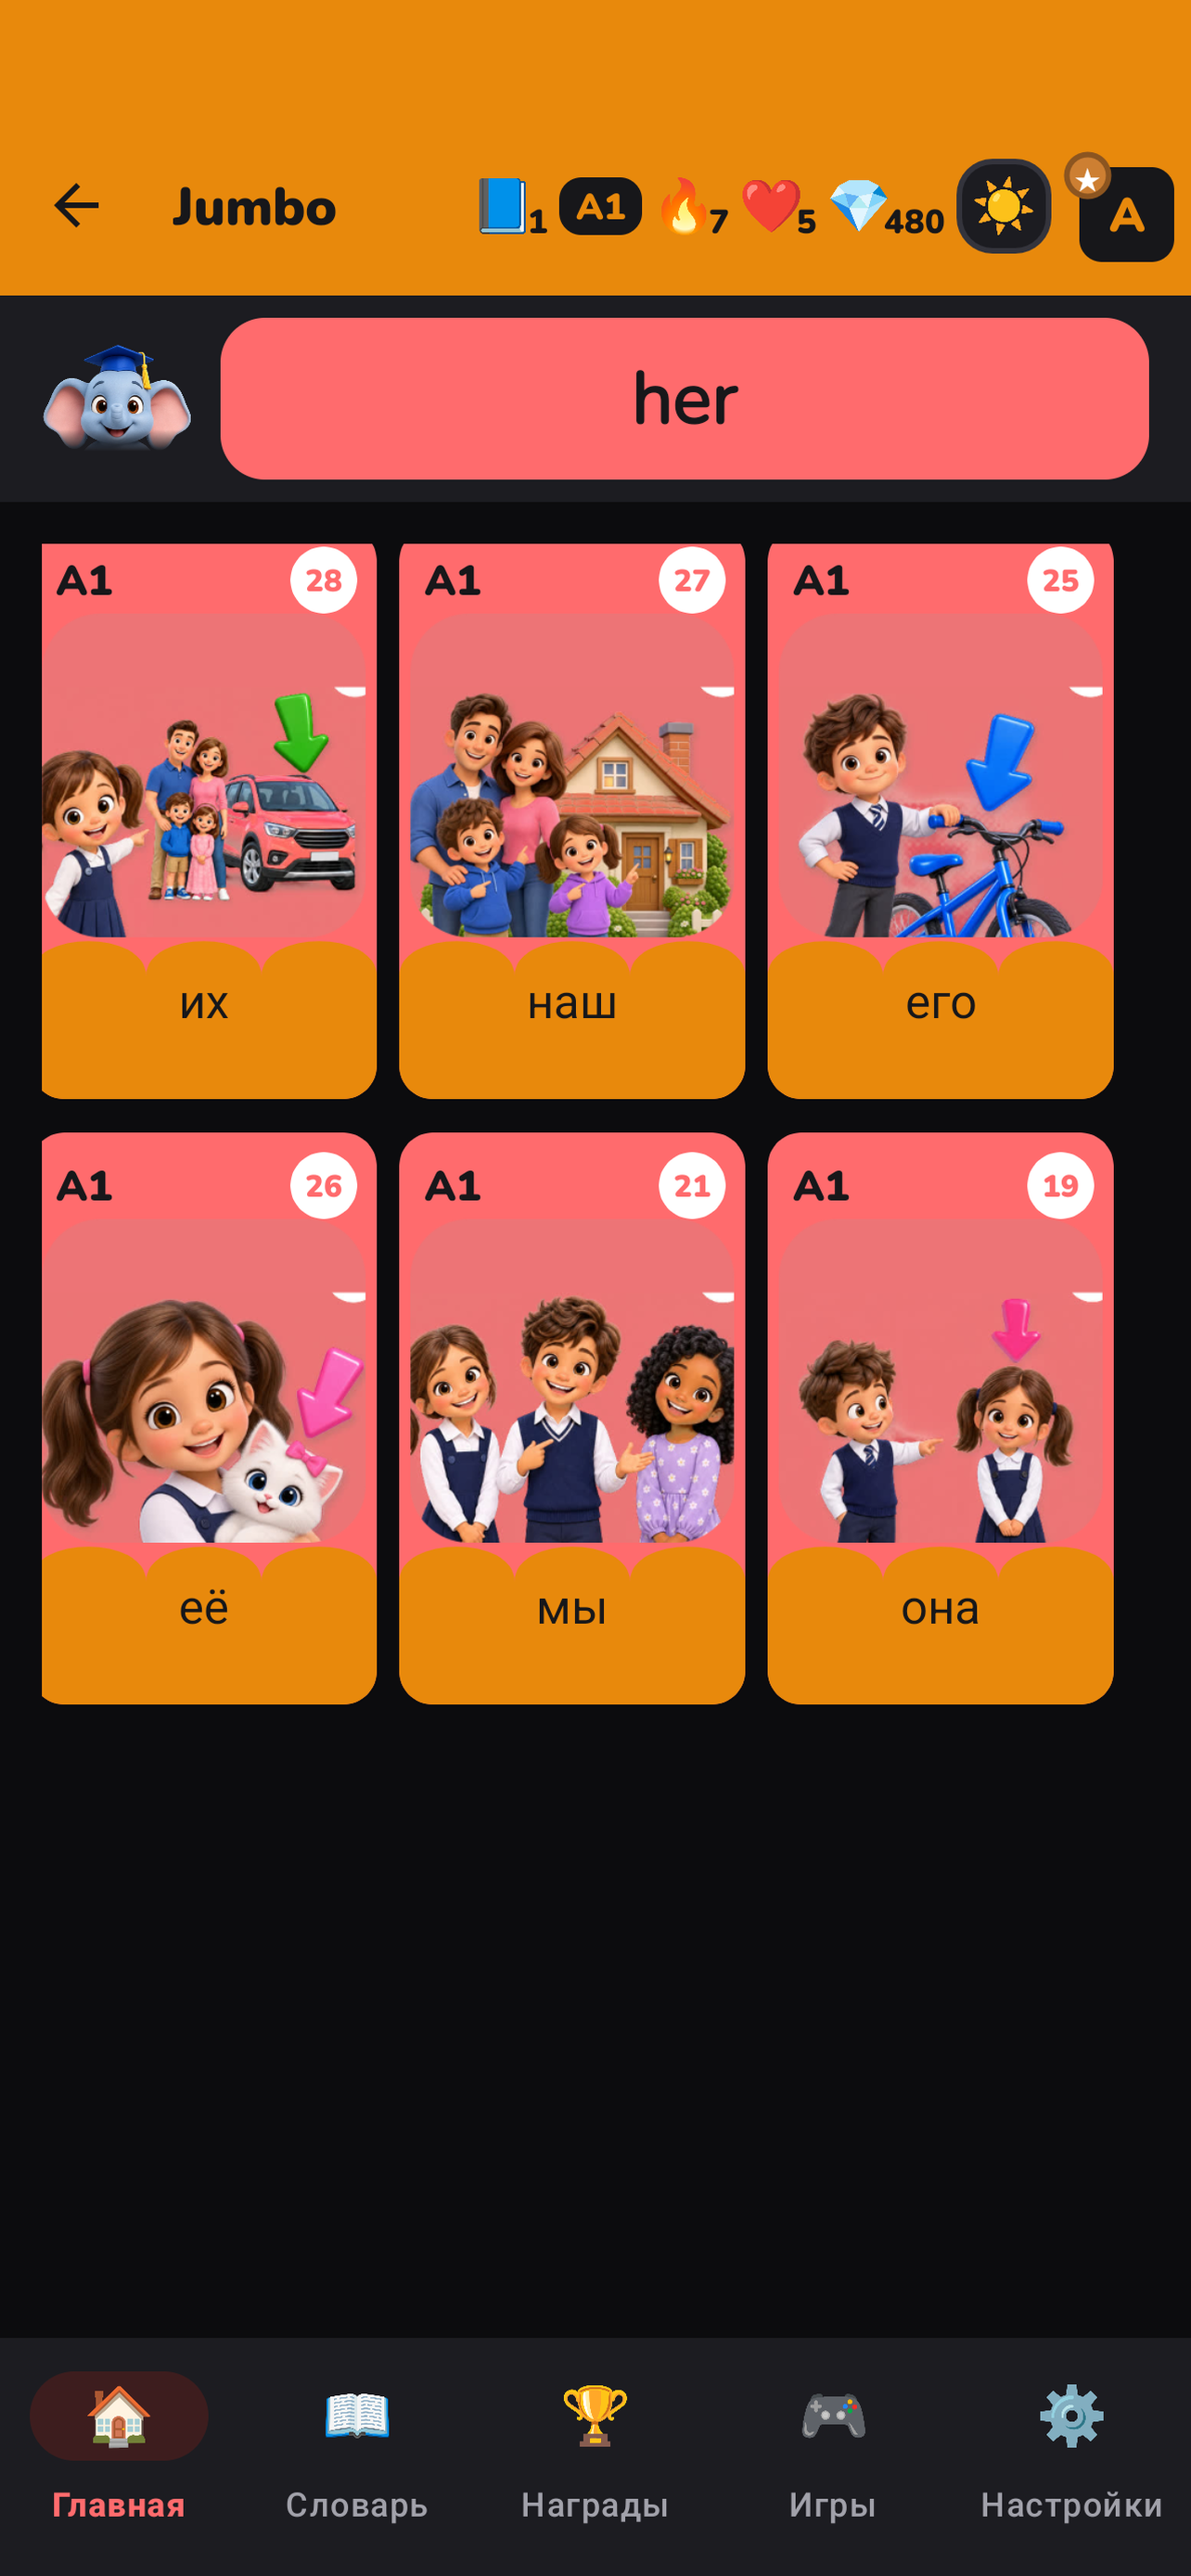 Jumbo 1 A1 7 5 480 A
her
A1 28 A1 27 A1 25
их наш его
A1 26 A1 21 A1 19
её мы она
Главная Словарь Награды Игры Настройки